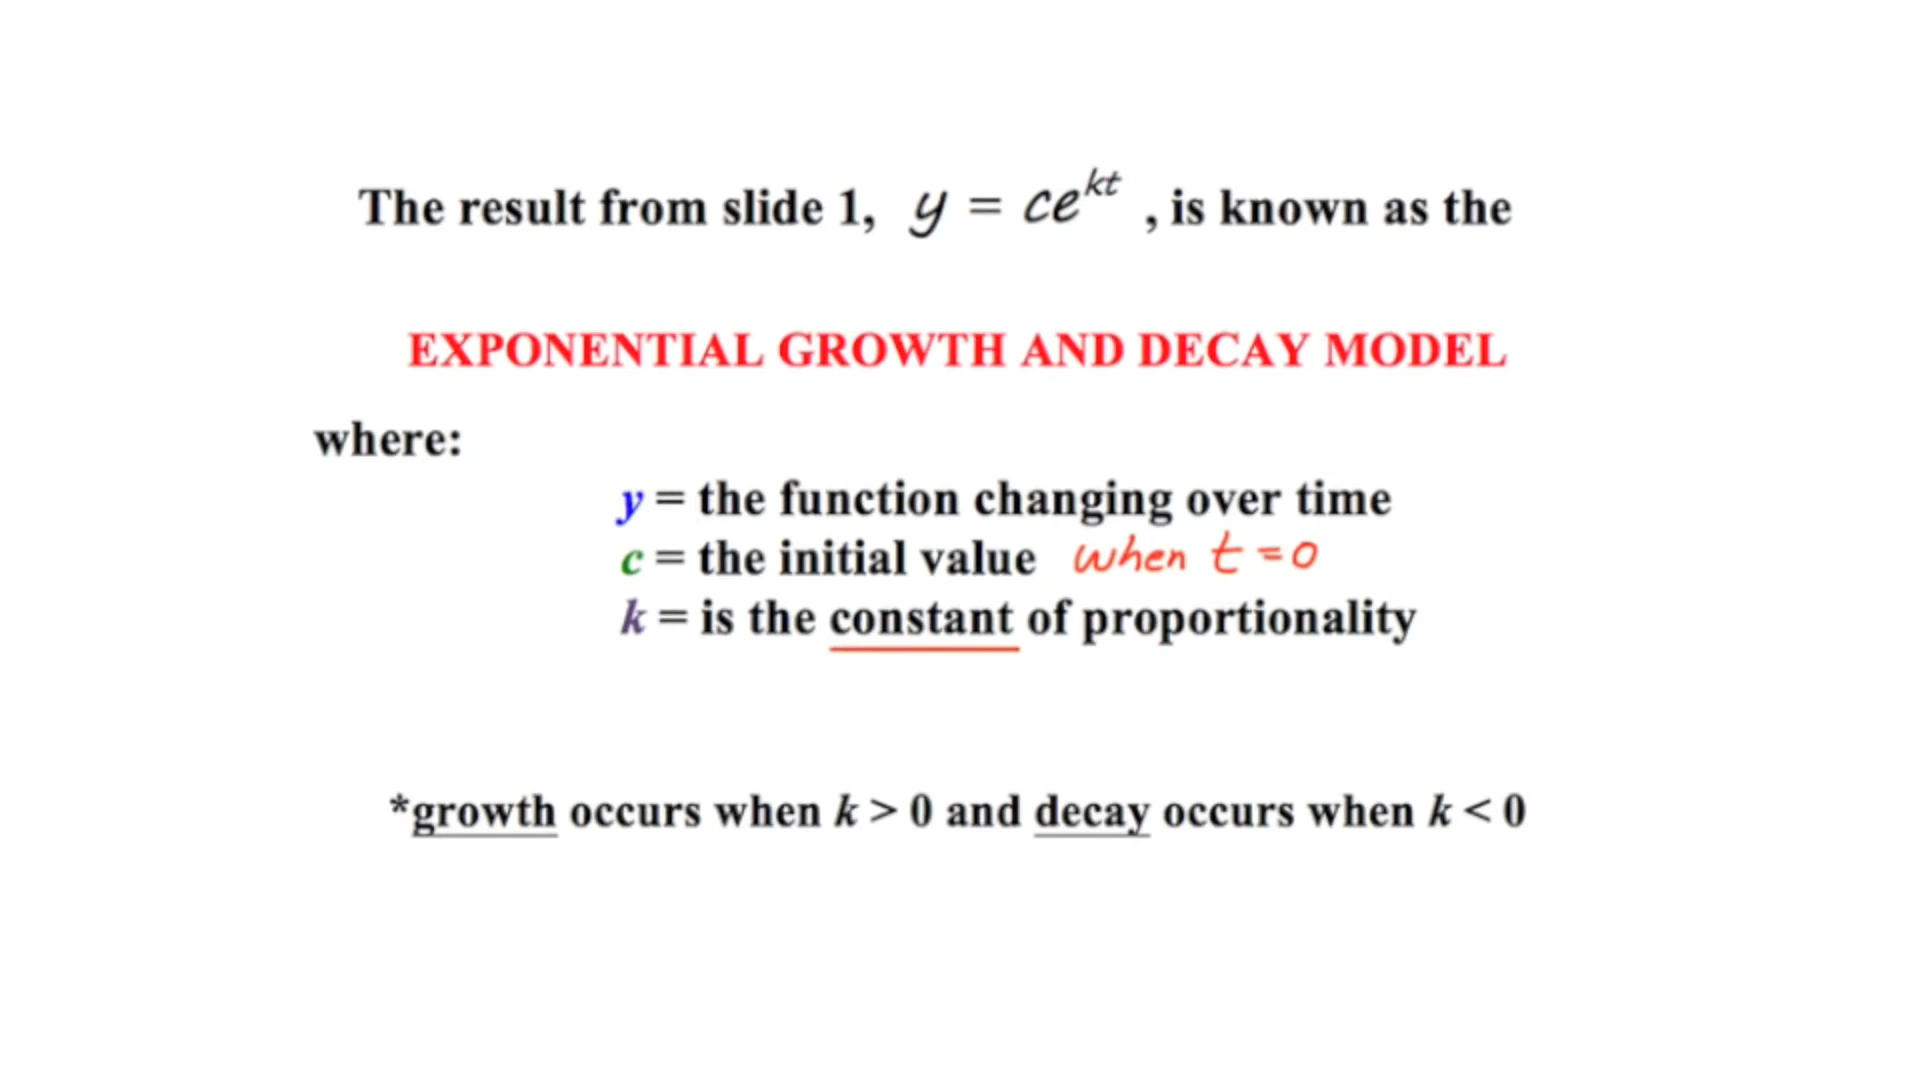 The result from slide 1, y = ce^{kt} , is known as the
EXPONENTIAL GROWTH AND DECAY MODEL
where:
y = the function changing over time
c = the initial value when t = 0
k = is the constant of proportionality
*growth occurs when k > 0 and decay occurs when k < 0